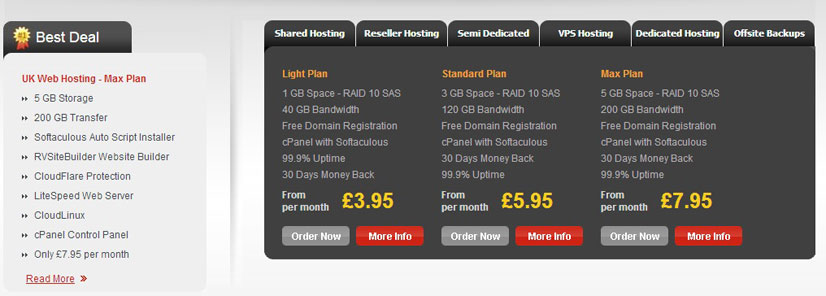 #1 Best Deal
UK Web Hosting - Max Plan
5 GB Storage
200 GB Transfer
Softaculous Auto Script Installer
RVSiteBuilder Website Builder
CloudFlare Protection
LiteSpeed Web Server
CloudLinux
cPanel Control Panel
Only £7.95 per month
Read More »
Shared Hosting
Reseller Hosting
Semi Dedicated
VPS Hosting
Dedicated Hosting
Offsite Backups
Light Plan
1 GB Space - RAID 10 SAS
40 GB Bandwidth
Free Domain Registration
cPanel with Softaculous
99.9% Uptime
30 Days Money Back
From
per month £3.95
Order Now
More Info
Standard Plan
3 GB Space - RAID 10 SAS
120 GB Bandwidth
Free Domain Registration
cPanel with Softaculous
30 Days Money Back
99.9% Uptime
From
per month £5.95
Order Now
More Info
Max Plan
5 GB Space - RAID 10 SAS
200 GB Bandwidth
Free Domain Registration
cPanel with Softaculous
30 Days Money Back
99.9% Uptime
From
per month £7.95
Order Now
More Info